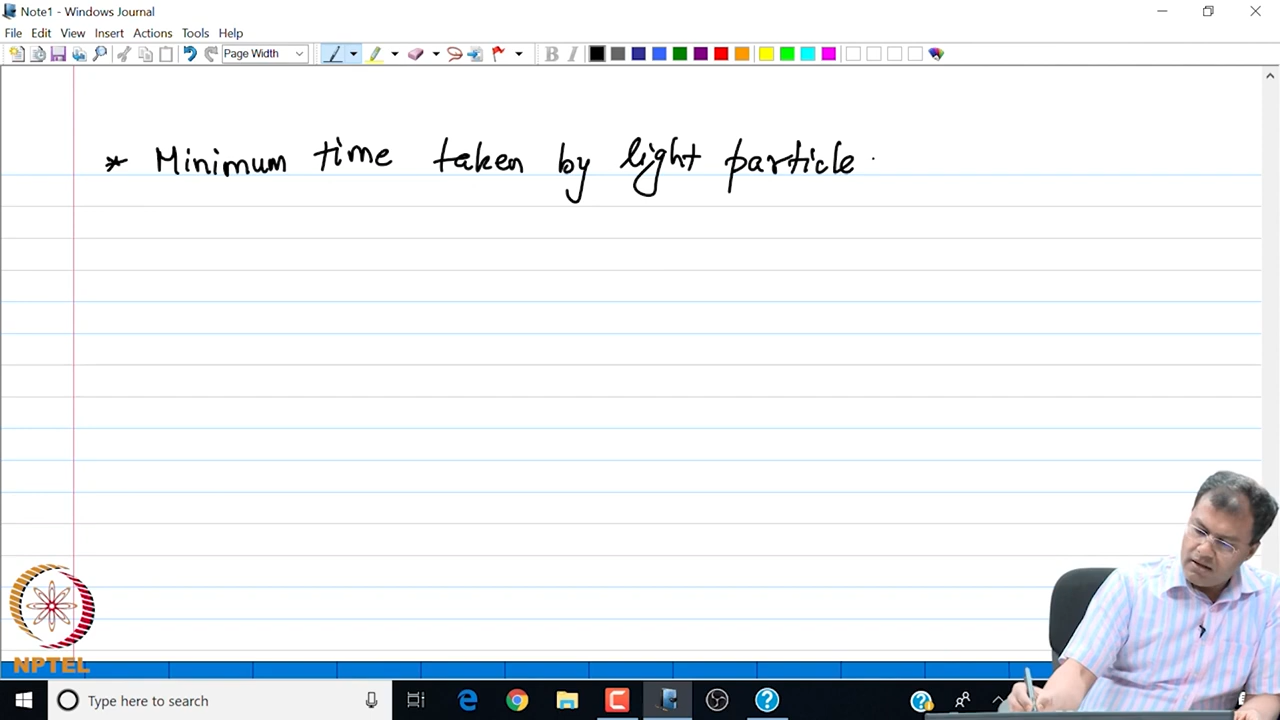 Note1 - Windows Journal
File Edit View Insert Actions Tools Help
Page Width B I
* Minimum time taken by light particle
NPTEL
Type here to search